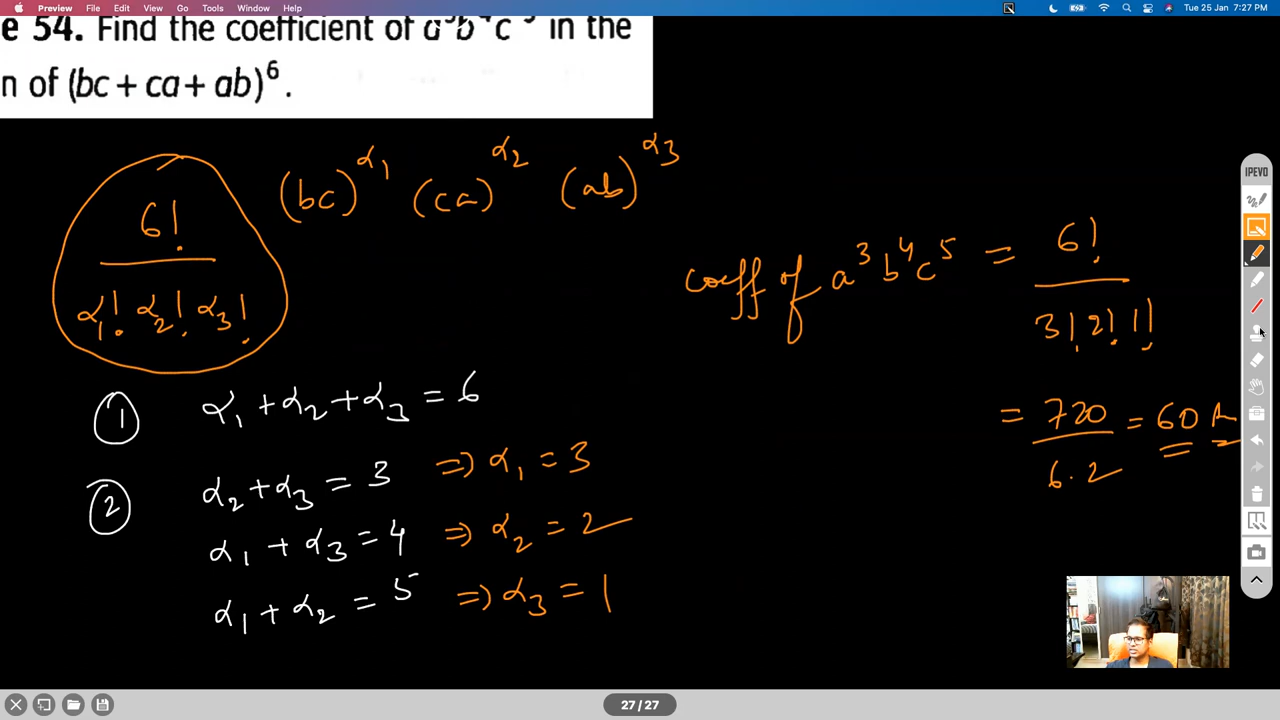 Preview File Edit View Go Tools Window Help Tue 25 Jan 7:27 PM
e 54. Find the coefficient of a³b⁴c⁵ in the
n of (bc + ca + ab)⁶.
6! / α₁! α₂! α₃! (bc)^α₁ (ca)^α₂ (ab)^α₃
coeff of a³b⁴c⁵ = 6! / 3! 2! 1!
= 720 / 6.2 = 60 A
① α₁ + α₂ + α₃ = 6
② α₂ + α₃ = 3 ⇒ α₁ = 3
α₁ + α₃ = 4 ⇒ α₂ = 2
α₁ + α₂ = 5 ⇒ α₃ = 1
IPEVO
27 / 27